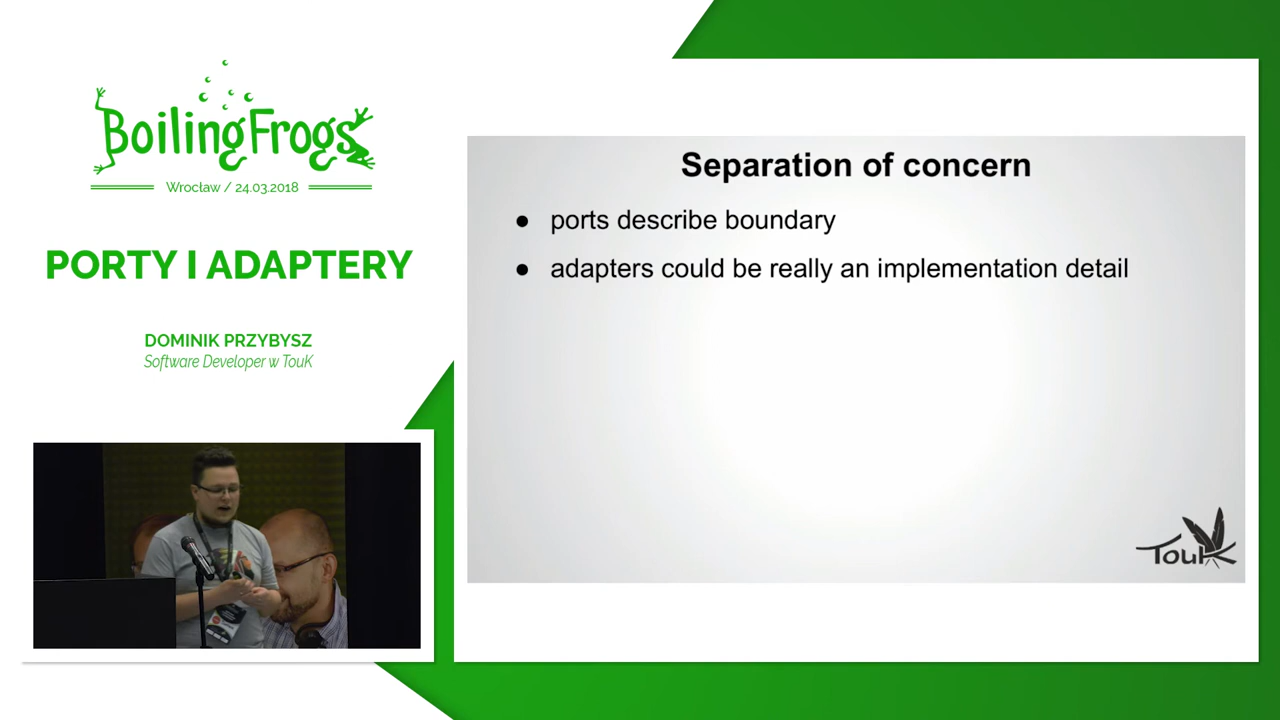 BoilingFrogs
Wrocław / 24.03.2018
PORTY I ADAPTERY
DOMINIK PRZYBYSZ
Software Developer w TouK
Separation of concern
● ports describe boundary
● adapters could be really an implementation detail
TouK